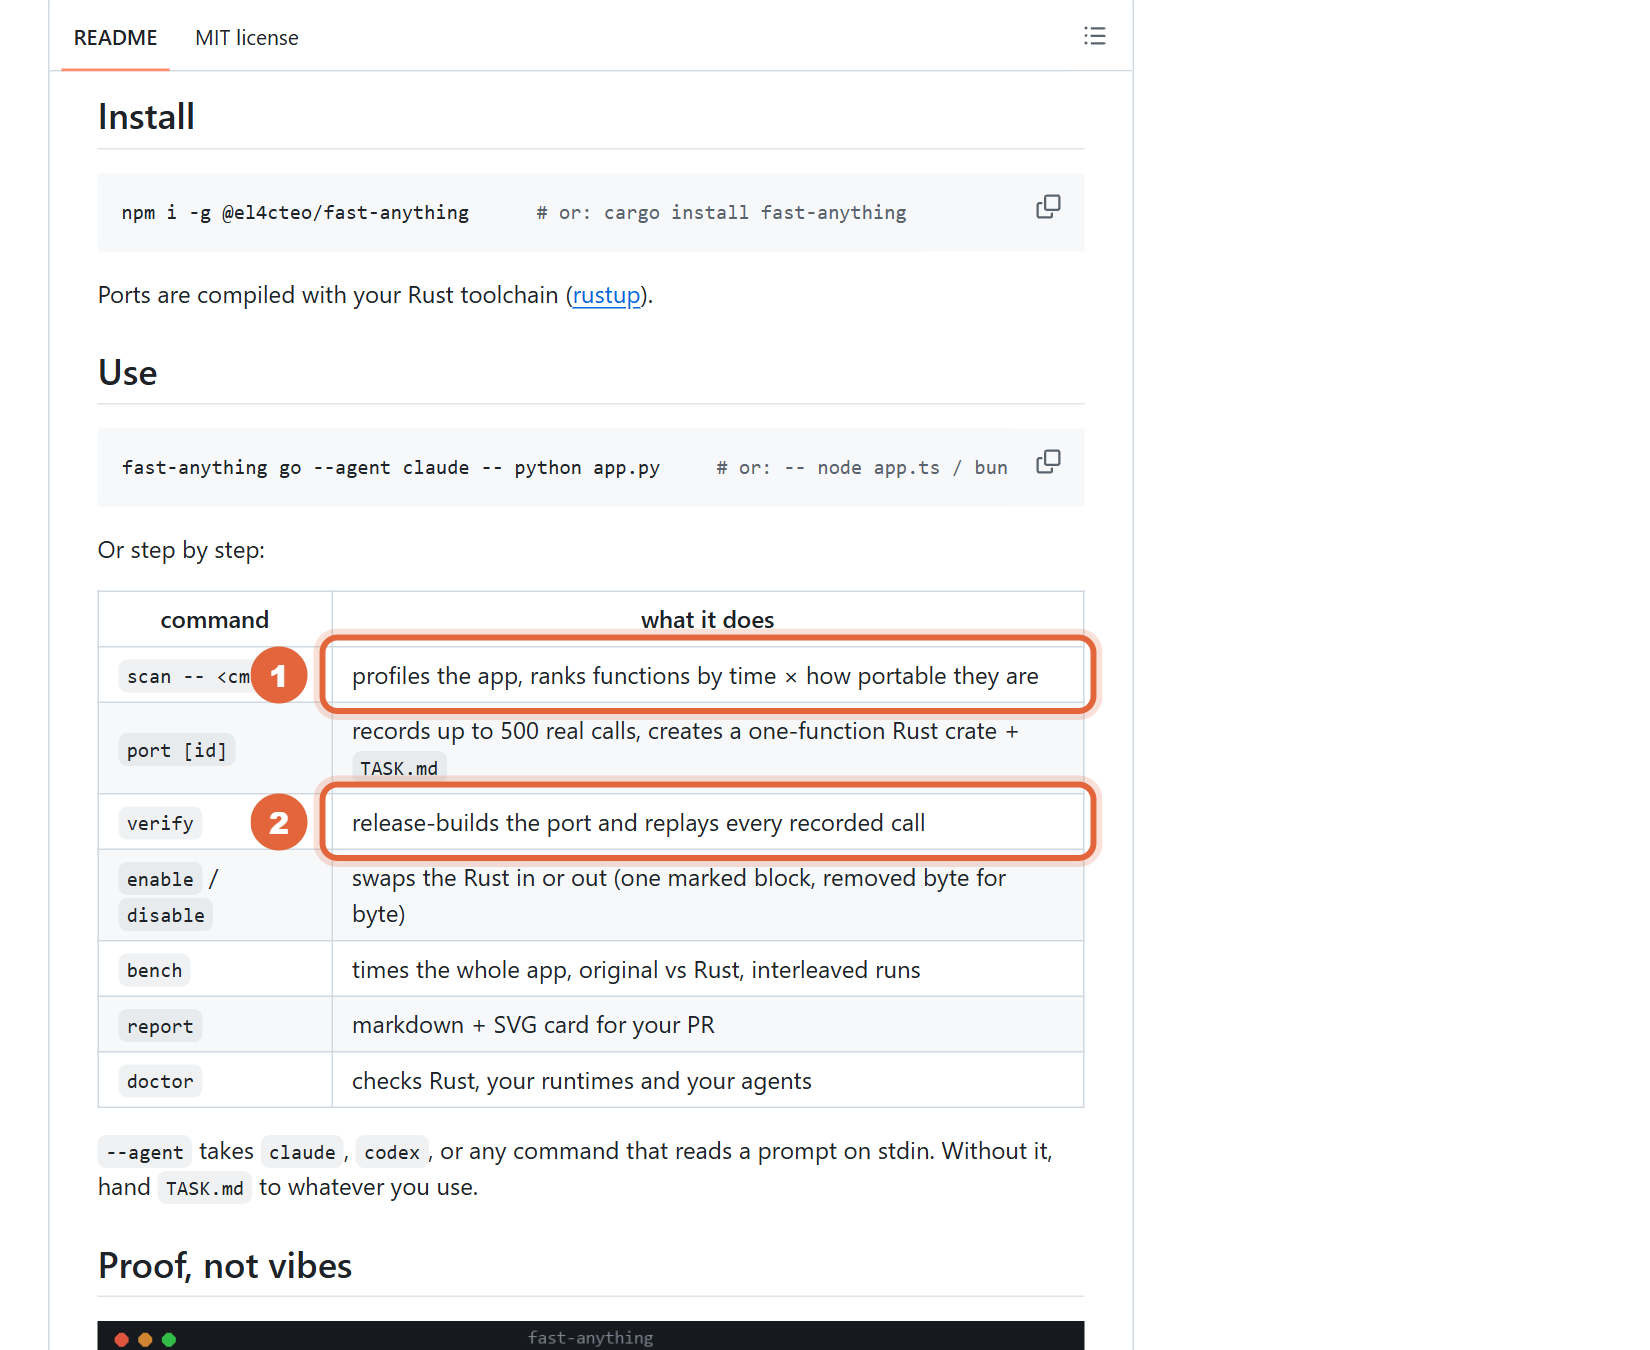 README MIT license
Install
npm i -g @el4cteo/fast-anything # or: cargo install fast-anything
Ports are compiled with your Rust toolchain (rustup).
Use
fast-anything go --agent claude -- python app.py # or: -- node app.ts / bun
Or step by step:
command what it does
scan -- <cm 1 profiles the app, ranks functions by time × how portable they are
port [id] records up to 500 real calls, creates a one-function Rust crate +
TASK.md
verify 2 release-builds the port and replays every recorded call
enable / swaps the Rust in or out (one marked block, removed byte for
disable byte)
bench times the whole app, original vs Rust, interleaved runs
report markdown + SVG card for your PR
doctor checks Rust, your runtimes and your agents
--agent takes claude, codex, or any command that reads a prompt on stdin. Without it,
hand TASK.md to whatever you use.
Proof, not vibes
fast-anything